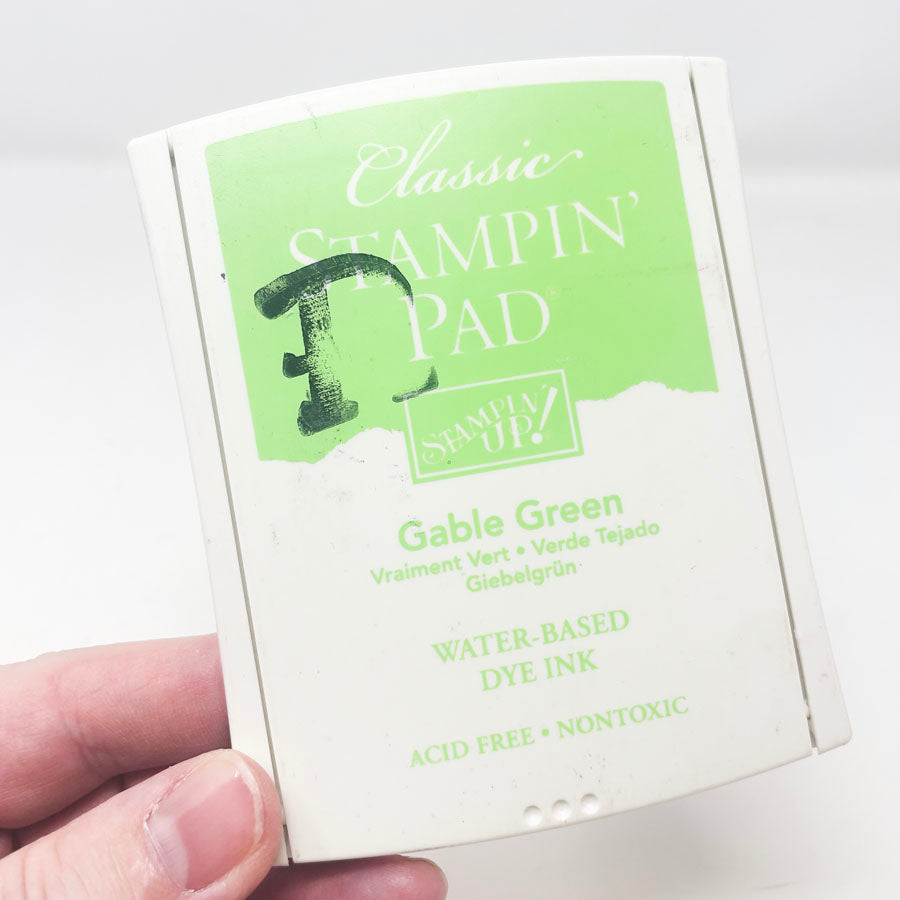 Classic
STAMPIN'
PAD
STAMPIN'
UP!
Gable Green
Vraiment Vert • Verde Tejado
Giebelgrün
WATER-BASED
DYE INK
ACID FREE • NONTOXIC